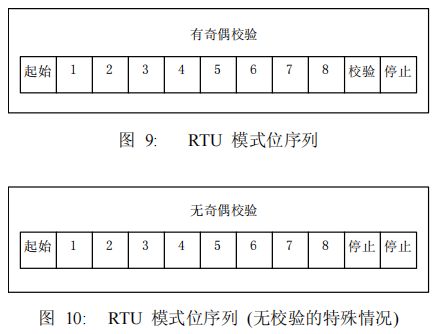 有奇偶校验
起始 1 2 3 4 5 6 7 8 校验 停止
图 9: RTU 模式位序列
无奇偶校验
起始 1 2 3 4 5 6 7 8 停止 停止
图 10: RTU 模式位序列 (无校验的特殊情况)